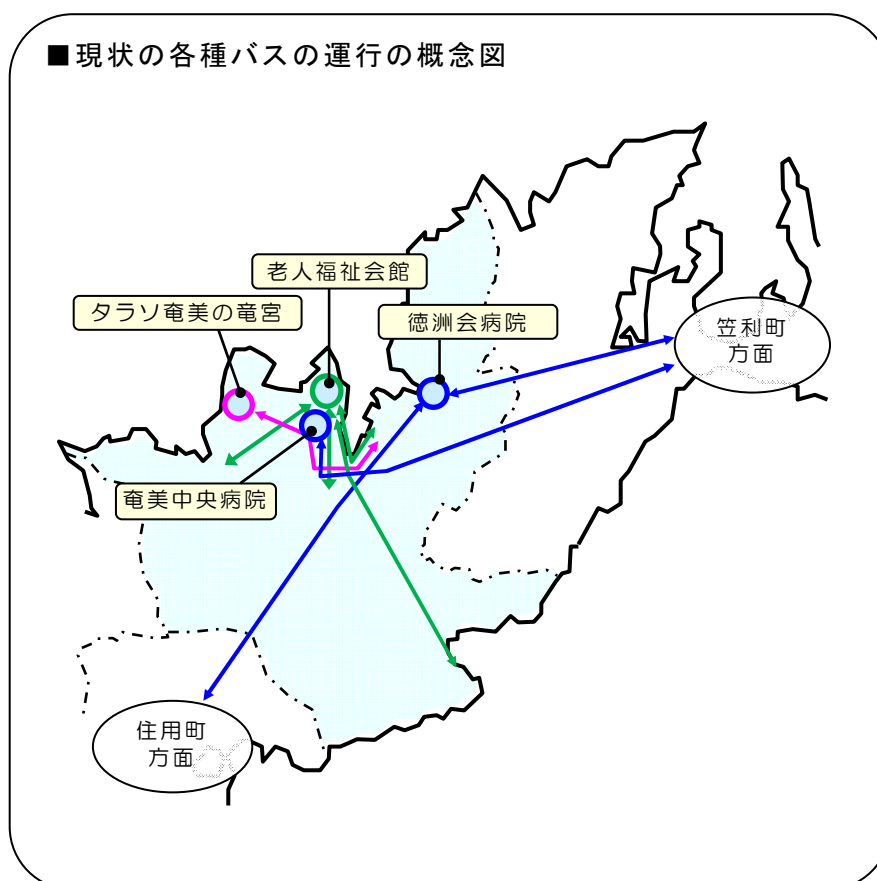 ■現状の各種バスの運行の概念図
老人福祉会館
タラソ奄美の竜宮
徳洲会病院
笠利町
方面
奄美中央病院
住用町
方面